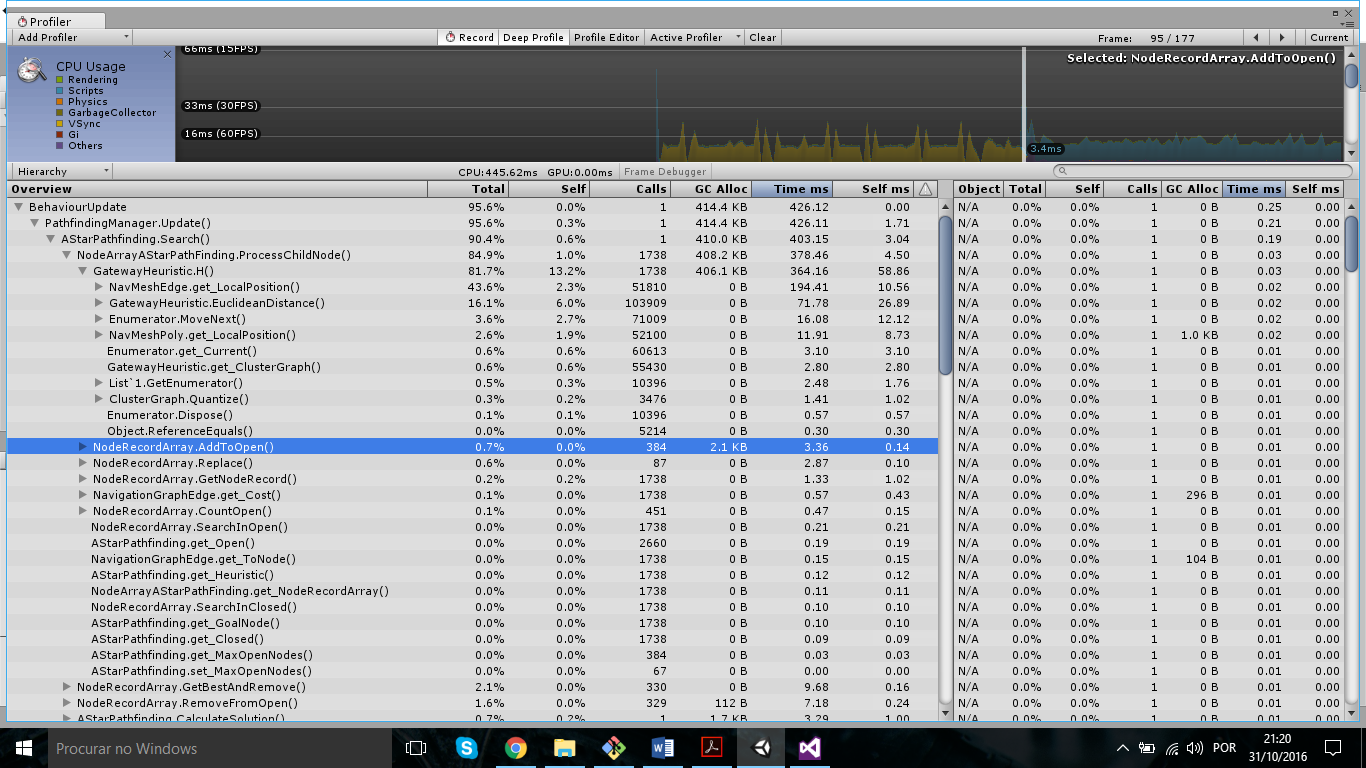 Profiler
Add Profiler Record Deep Profile Profile Editor Active Profiler Clear Frame: 95 / 177 Current
CPU Usage
Rendering
Scripts
Physics
GarbageCollector
VSync
Gi
Others
66ms (15FPS)
33ms (30FPS)
16ms (60FPS)
Selected: NodeRecordArray.AddToOpen()
3.4ms
Hierarchy CPU:445.62ms GPU:0.00ms Frame Debugger
Overview Total Self Calls GC Alloc Time ms Self ms Object Total Self Calls GC Alloc Time ms Self ms
BehaviourUpdate 95.6% 0.0% 1 414.4 KB 426.12 0.00 N/A 0.0% 0.0% 1 0 B 0.25 0.00
PathfindingManager.Update() 95.6% 0.3% 1 414.4 KB 426.11 1.71 N/A 0.0% 0.0% 1 0 B 0.21 0.00
AStarPathfinding.Search() 90.4% 0.6% 1 410.0 KB 403.15 3.04 N/A 0.0% 0.0% 1 0 B 0.19 0.00
NodeArrayAStarPathFinding.ProcessChildNode() 84.9% 1.0% 1738 408.2 KB 378.46 4.50 N/A 0.0% 0.0% 1 0 B 0.03 0.00
GatewayHeuristic.H() 81.7% 13.2% 1738 406.1 KB 364.16 58.86 N/A 0.0% 0.0% 1 0 B 0.03 0.00
NavMeshEdge.get_LocalPosition() 43.6% 2.3% 51810 0 B 194.41 10.56 N/A 0.0% 0.0% 1 0 B 0.02 0.00
GatewayHeuristic.EuclideanDistance() 16.1% 6.0% 103909 0 B 71.78 26.89 N/A 0.0% 0.0% 1 0 B 0.02 0.00
Enumerator.MoveNext() 3.6% 2.7% 71009 0 B 16.08 12.12 N/A 0.0% 0.0% 1 0 B 0.02 0.00
NavMeshPoly.get_LocalPosition() 2.6% 1.9% 52100 0 B 11.91 8.73 N/A 0.0% 0.0% 1 1.0 KB 0.02 0.00
Enumerator.get_Current() 0.6% 0.6% 60613 0 B 3.10 3.10 N/A 0.0% 0.0% 1 0 B 0.01 0.00
GatewayHeuristic.get_ClusterGraph() 0.6% 0.6% 55430 0 B 2.80 2.80 N/A 0.0% 0.0% 1 0 B 0.01 0.00
List`1.GetEnumerator() 0.5% 0.3% 10396 0 B 2.48 1.76 N/A 0.0% 0.0% 1 0 B 0.01 0.00
ClusterGraph.Quantize() 0.3% 0.2% 3476 0 B 1.41 1.02 N/A 0.0% 0.0% 1 0 B 0.01 0.00
Enumerator.Dispose() 0.1% 0.1% 10396 0 B 0.57 0.57 N/A 0.0% 0.0% 1 0 B 0.01 0.00
Object.ReferenceEquals() 0.0% 0.0% 5214 0 B 0.30 0.30 N/A 0.0% 0.0% 1 0 B 0.01 0.00
NodeRecordArray.AddToOpen() 0.7% 0.0% 384 2.1 KB 3.36 0.14 N/A 0.0% 0.0% 1 0 B 0.01 0.00
NodeRecordArray.Replace() 0.6% 0.0% 87 0 B 2.87 0.10 N/A 0.0% 0.0% 1 0 B 0.01 0.00
NodeRecordArray.GetNodeRecord() 0.2% 0.2% 1738 0 B 1.33 1.02 N/A 0.0% 0.0% 1 0 B 0.01 0.00
NavigationGraphEdge.get_Cost() 0.1% 0.0% 1738 0 B 0.57 0.43 N/A 0.0% 0.0% 1 296 B 0.01 0.00
NodeRecordArray.CountOpen() 0.1% 0.0% 451 0 B 0.47 0.15 N/A 0.0% 0.0% 1 0 B 0.01 0.00
NodeRecordArray.SearchInOpen() 0.0% 0.0% 1738 0 B 0.21 0.21 N/A 0.0% 0.0% 1 0 B 0.01 0.00
AStarPathfinding.get_Open() 0.0% 0.0% 2660 0 B 0.19 0.19 N/A 0.0% 0.0% 1 0 B 0.01 0.00
NavigationGraphEdge.get_ToNode() 0.0% 0.0% 1738 0 B 0.15 0.15 N/A 0.0% 0.0% 1 104 B 0.01 0.00
AStarPathfinding.get_Heuristic() 0.0% 0.0% 1738 0 B 0.12 0.12 N/A 0.0% 0.0% 1 0 B 0.01 0.00
NodeArrayAStarPathFinding.get_NodeRecordArray() 0.0% 0.0% 1738 0 B 0.11 0.11 N/A 0.0% 0.0% 1 0 B 0.01 0.00
NodeRecordArray.SearchInClosed() 0.0% 0.0% 1738 0 B 0.10 0.10 N/A 0.0% 0.0% 1 0 B 0.01 0.00
AStarPathfinding.get_GoalNode() 0.0% 0.0% 1738 0 B 0.10 0.10 N/A 0.0% 0.0% 1 0 B 0.01 0.00
AStarPathfinding.get_Closed() 0.0% 0.0% 1738 0 B 0.09 0.09 N/A 0.0% 0.0% 1 0 B 0.01 0.00
AStarPathfinding.get_MaxOpenNodes() 0.0% 0.0% 384 0 B 0.03 0.03 N/A 0.0% 0.0% 1 0 B 0.01 0.00
AStarPathfinding.set_MaxOpenNodes() 0.0% 0.0% 67 0 B 0.00 0.00 N/A 0.0% 0.0% 1 0 B 0.01 0.00
NodeRecordArray.GetBestAndRemove() 2.1% 0.0% 330 0 B 9.68 0.16 N/A 0.0% 0.0% 1 0 B 0.01 0.00
NodeRecordArray.RemoveFromOpen() 1.6% 0.0% 329 112 B 7.18 0.24 N/A 0.0% 0.0% 1 0 B 0.01 0.00
AStarPathfinding.CalculateSolution() 0.7% 0.2% 1 1.7 KB 3.29 1.00 N/A 0.0% 0.0% 1 0 B 0.01 0.00
Procurar no Windows POR 21:20
31/10/2016